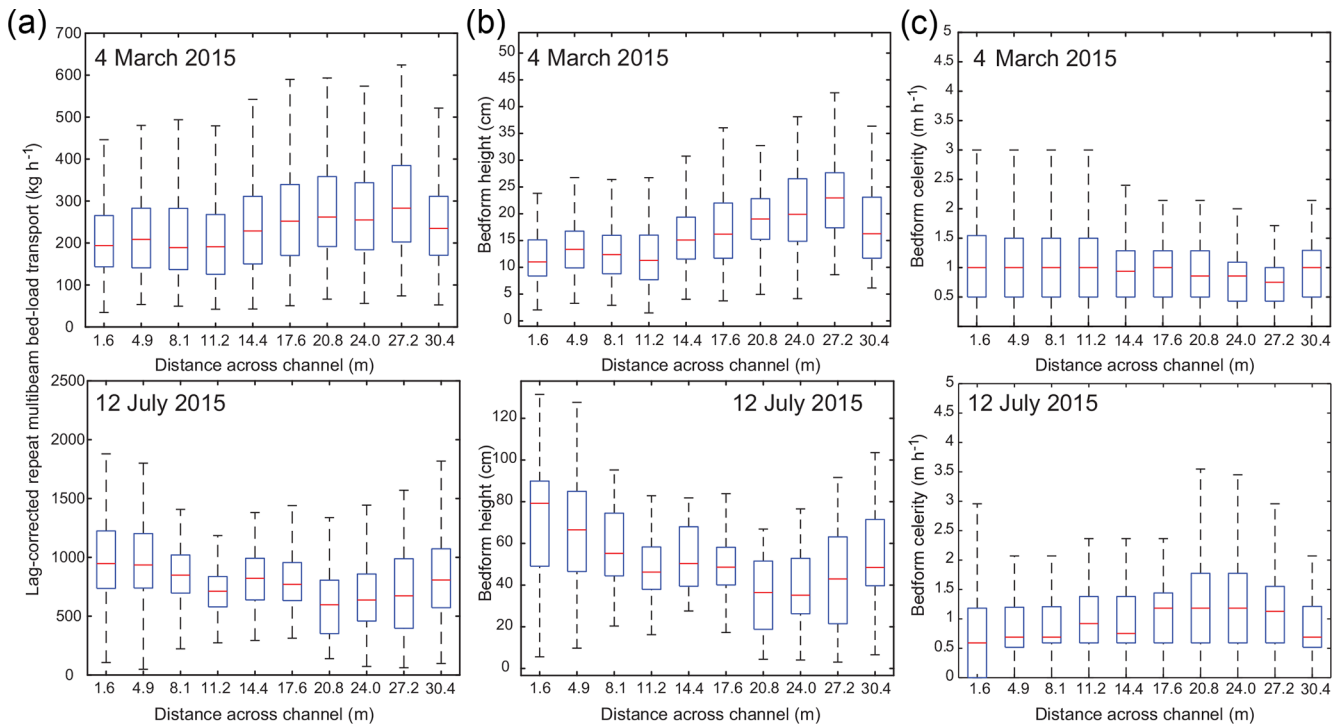 (a)
4 March 2015
Lag-corrected repeat multibeam bed-load transport (kg h-1)
700
600
500
400
300
200
100
0
1.6 4.9 8.1 11.2 14.4 17.6 20.8 24.0 27.2 30.4
Distance across channel (m)
12 July 2015
2500
2000
1500
1000
500
0
1.6 4.9 8.1 11.2 14.4 17.6 20.8 24.0 27.2 30.4
Distance across channel (m)
(b)
4 March 2015
Bedform height (cm)
50
45
40
35
30
25
20
15
10
5
0
1.6 4.9 8.1 11.2 14.4 17.6 20.8 24.0 27.2 30.4
Distance across channel (m)
12 July 2015
Bedform height (cm)
120
100
80
60
40
20
0
1.6 4.9 8.1 11.2 14.4 17.6 20.8 24.0 27.2 30.4
Distance across channel (m)
(c)
4 March 2015
Bedform celerity (m h-1)
5
4.5
4
3.5
3
2.5
2
1.5
1
0.5
1.6 4.9 8.1 11.2 14.4 17.6 20.8 24.0 27.2 30.4
Distance across channel (m)
12 July 2015
Bedform celerity (m h-1)
5
4.5
4
3.5
3
2.5
2
1.5
1
0.5
0
1.6 4.9 8.1 11.2 14.4 17.6 20.8 24.0 27.2 30.4
Distance across channel (m)